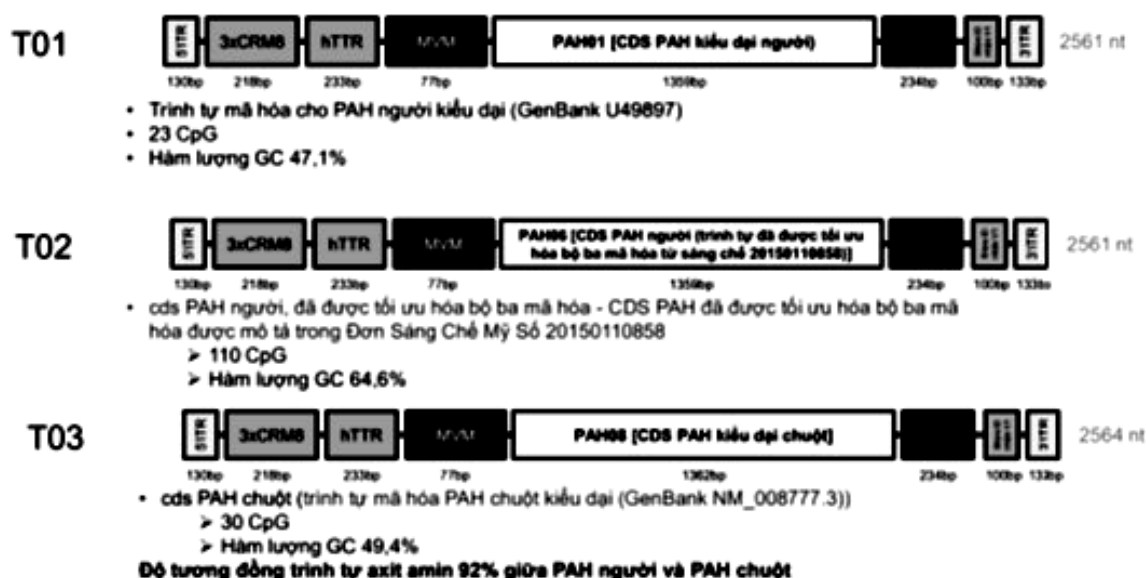 T01
5'ITR 3xCRM8 hTTR MVM PAH01 [CDS PAH kiểu dại người) 3'ITR 2561 nt
130bp 218bp 233bp 77bp 1359bp 234bp 100bp 133bp
• Trình tự mã hóa cho PAH người kiểu dại (GenBank U49897)
• 23 CpG
• Hàm lượng GC 47,1%
T02
5'ITR 3xCRM8 hTTR MVM PAH06 [CDS PAH người (trình tự đã được tối ưu 3'ITR 2561 nt
hóa bộ ba mã hóa từ sáng chế 20150110858)]
130bp 218bp 233bp 77bp 1359bp 234bp 100bp 133bp
• cds PAH người, đã được tối ưu hóa bộ ba mã hóa - CDS PAH đã được tối ưu hóa bộ ba mã
hóa được mô tả trong Đơn Sáng Chế Mỹ Số 20150110858
➢ 110 CpG
➢ Hàm lượng GC 64,6%
T03
5'ITR 3xCRM8 hTTR MVM PAH08 [CDS PAH kiểu dại chuột] 3'ITR 2564 nt
130bp 218bp 233bp 77bp 1362bp 234bp 100bp 133bp
• cds PAH chuột (trình tự mã hóa PAH chuột kiểu dại (GenBank NM_008777.3))
➢ 30 CpG
➢ Hàm lượng GC 49,4%
Độ tương đồng trình tự axit amin 92% giữa PAH người và PAH chuột